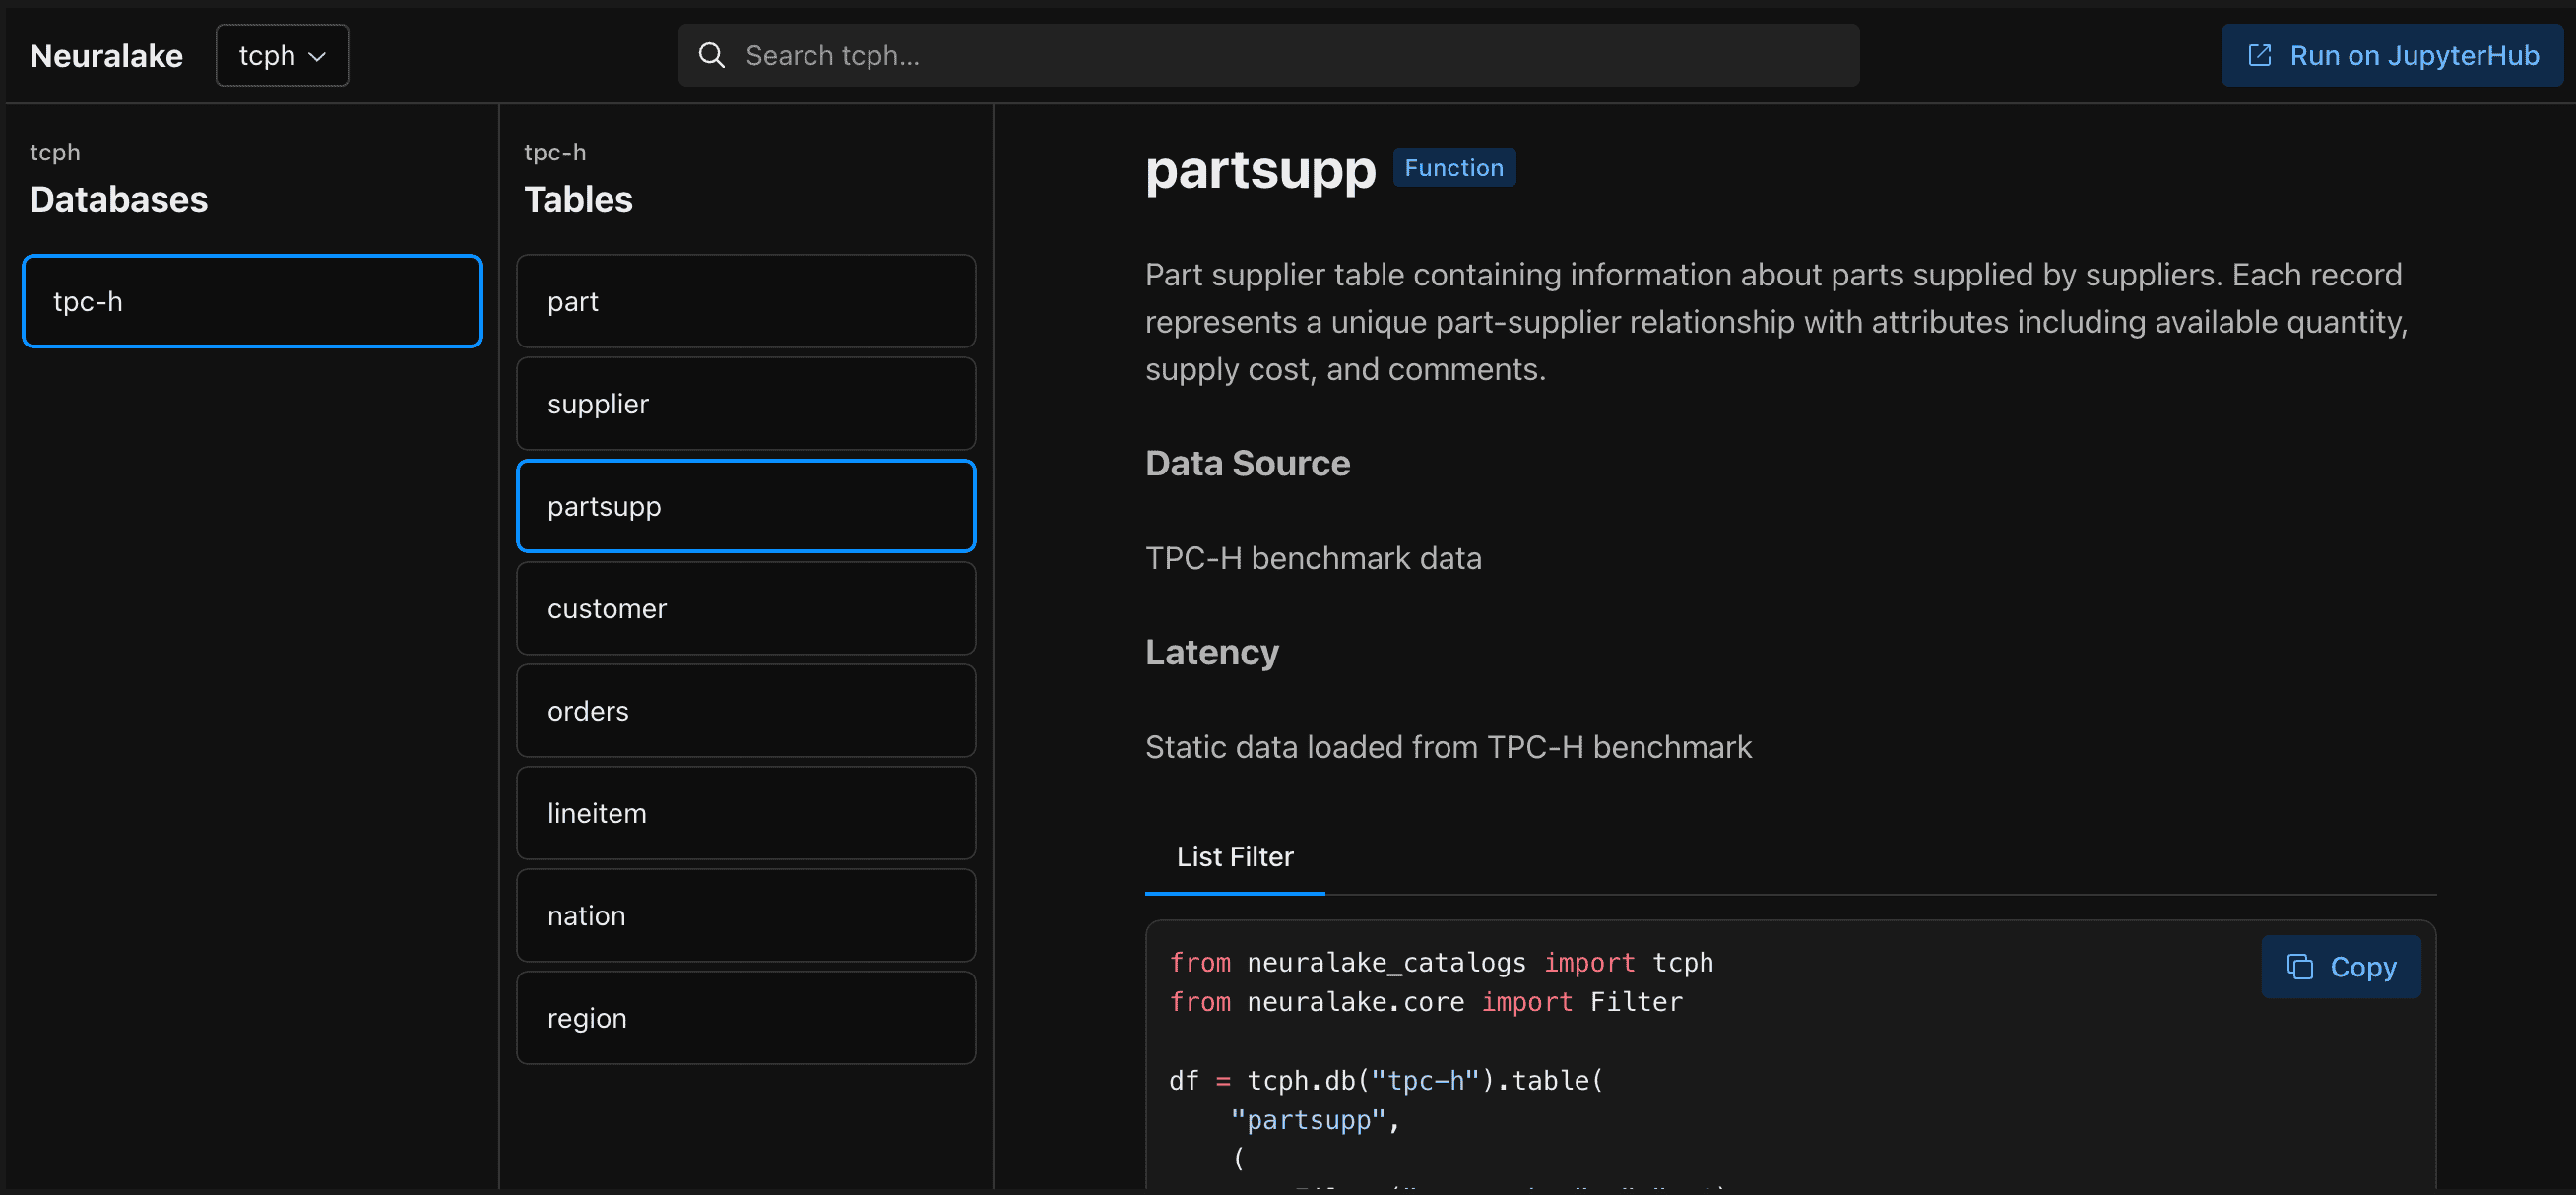 Neuralake
tcph
Search tcph...
Run on JupyterHub
tcph
Databases
tpc-h
tpc-h
Tables
part
supplier
partsupp
customer
orders
lineitem
nation
region
partsupp
Function
Part supplier table containing information about parts supplied by suppliers. Each record
represents a unique part-supplier relationship with attributes including available quantity,
supply cost, and comments.
Data Source
TPC-H benchmark data
Latency
Static data loaded from TPC-H benchmark
List Filter
Copy
from neuralake_catalogs import tcph
from neuralake.core import Filter
df = tcph.db("tpc-h").table(
"partsupp",
(